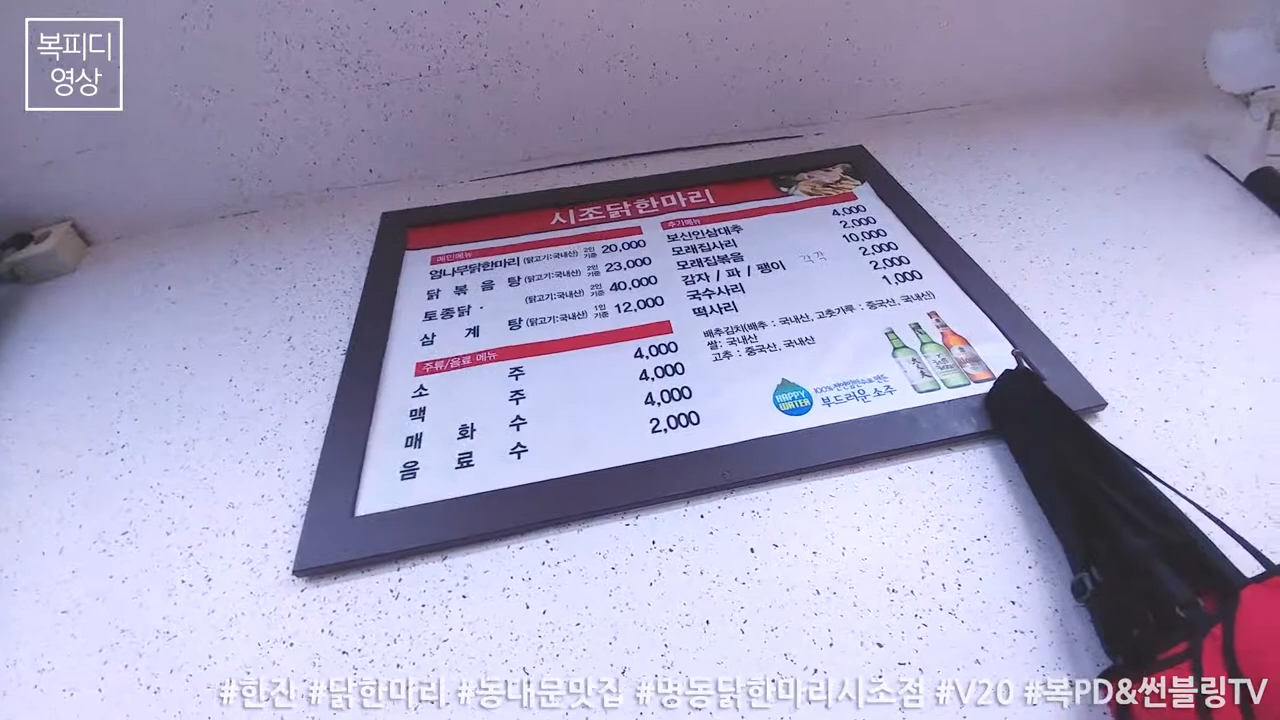 복피디
영상
시조닭한마리
메인메뉴
엄나무닭한마리 (닭고기:국내산) 2인 기준 20,000
닭볶음탕 (닭고기:국내산) 2인 기준 23,000
토종닭 (닭고기:국내산) 2인 기준 40,000
삼계탕 (닭고기:국내산) 1인 기준 12,000
주류/음료 메뉴
소주 4,000
맥주 4,000
매화수 4,000
음료수 2,000
추가메뉴
보신인삼대추 4,000
모래집사리 2,000
모래집볶음 10,000
감자 / 파 / 팽이 각각 2,000
국수사리 2,000
떡사리 1,000
배추김치(배추 : 국내산, 고춧가루 : 중국산, 국내산)
쌀: 국내산
고추 : 중국산, 국내산
HAPPY
WATER
100% 천연암반수로 만든
부드러운 소주
#한진 #닭한마리 #동대문맛집 #명동닭한마리시조점 #V20 #복PD&썬블링TV